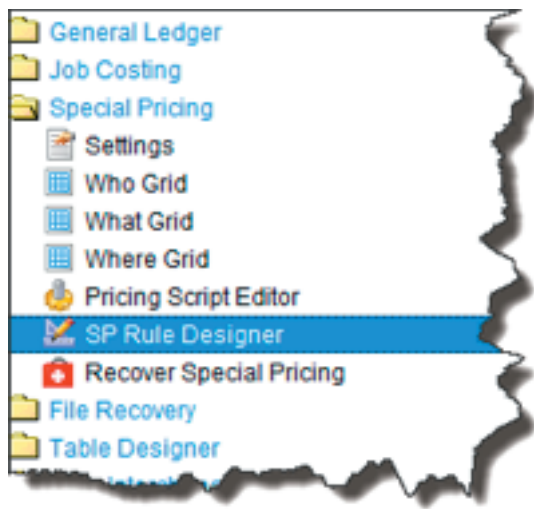 General Ledger
Job Costing
Special Pricing
Settings
Who Grid
What Grid
Where Grid
Pricing Script Editor
SP Rule Designer
Recover Special Pricing
File Recovery
Table Designer